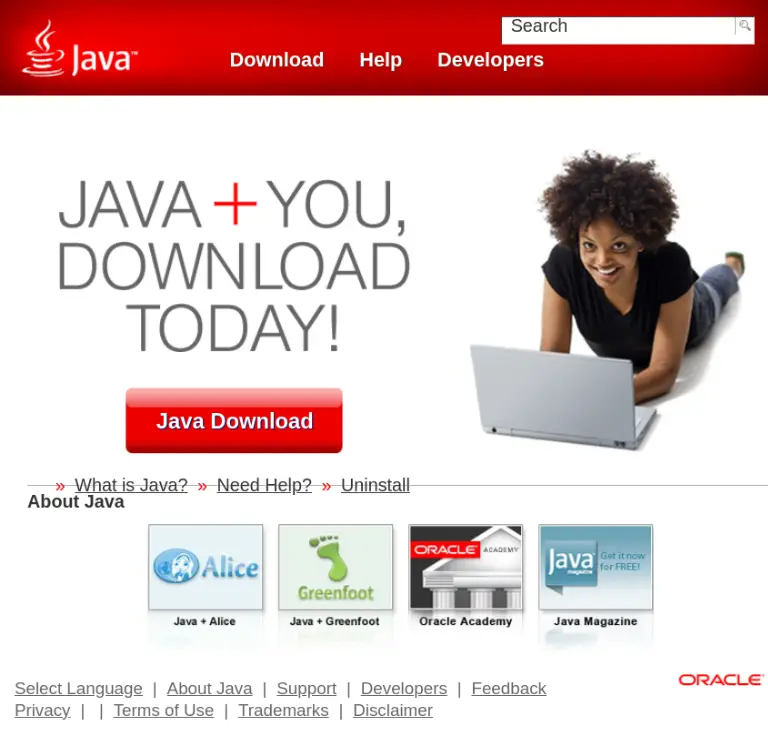 Search
Java™
Download Help Developers
JAVA + YOU,
DOWNLOAD
TODAY!
Java Download
» What is Java? » Need Help? » Uninstall
About Java
Alice
Greenfoot
ORACLE ACADEMY
Java magazine
Get it now
for FREE!
Java + Alice
Java + Greenfoot
Oracle Academy
Java Magazine
ORACLE
Select Language | About Java | Support | Developers | Feedback
Privacy | | Terms of Use | Trademarks | Disclaimer